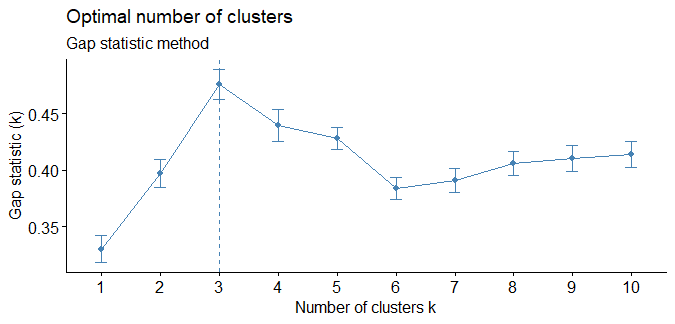 Optimal number of clusters
Gap statistic method
Gap statistic (k)
0.45
0.40
0.35
1 2 3 4 5 6 7 8 9 10
Number of clusters k